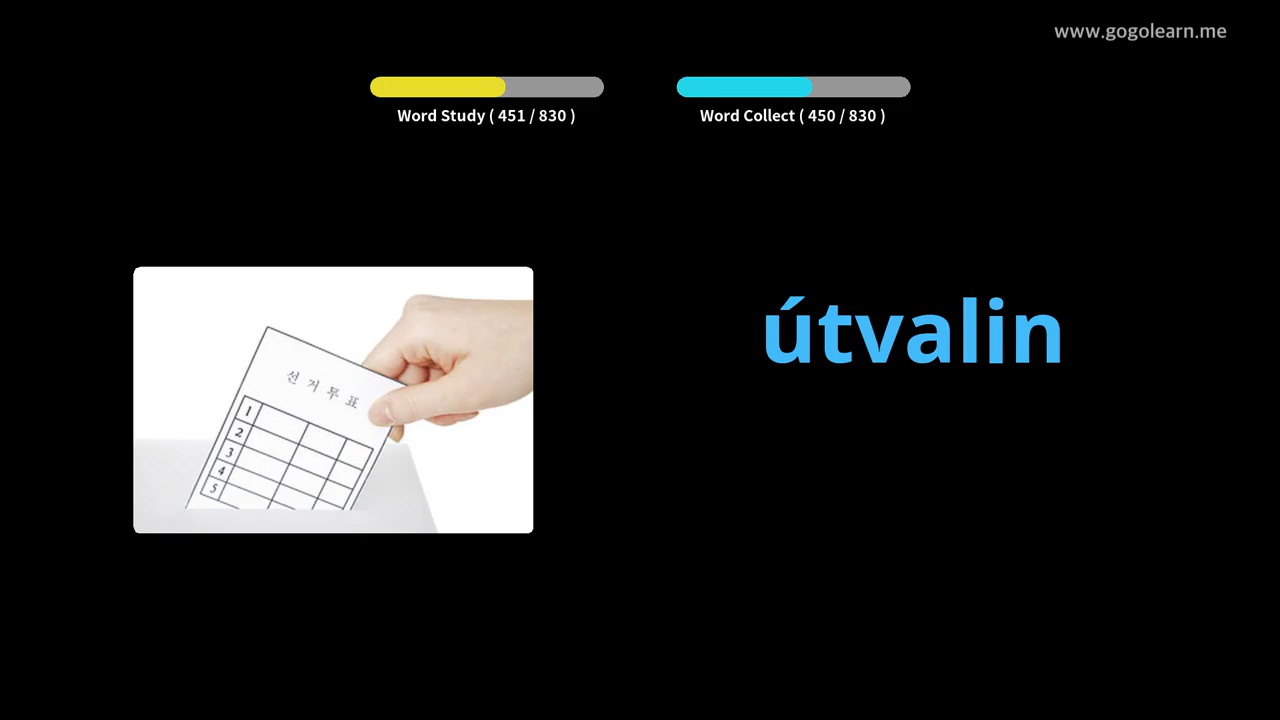 www.gogolearn.me
Word Study ( 451 / 830 )
Word Collect ( 450 / 830 )
útvalin
선거투표
1
2
3
4
5